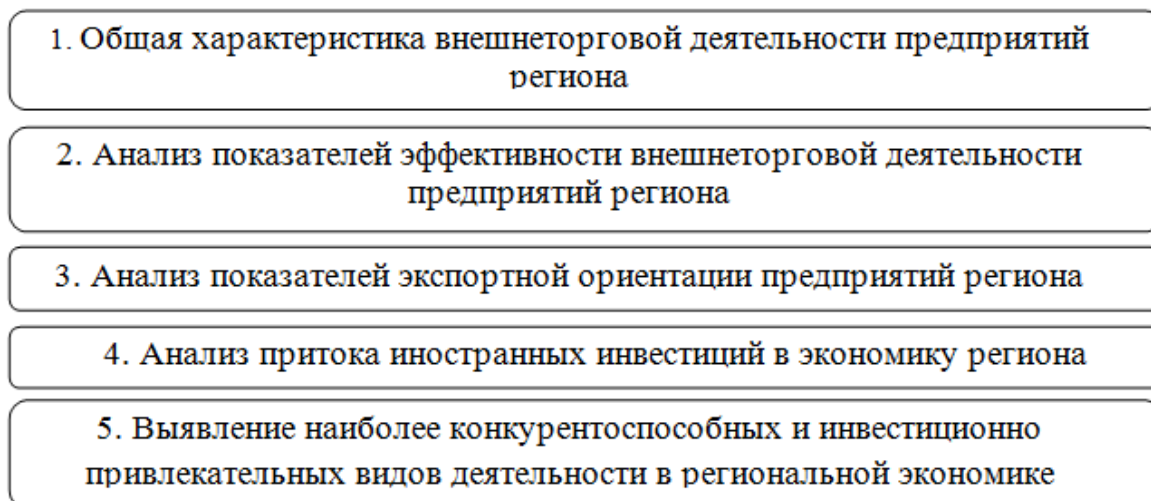 1. Общая характеристика внешнеторговой деятельности предприятий
региона
2. Анализ показателей эффективности внешнеторговой деятельности
предприятий региона
3. Анализ показателей экспортной ориентации предприятий региона
4. Анализ притока иностранных инвестиций в экономику региона
5. Выявление наиболее конкурентоспособных и инвестиционно
привлекательных видов деятельности в региональной экономике